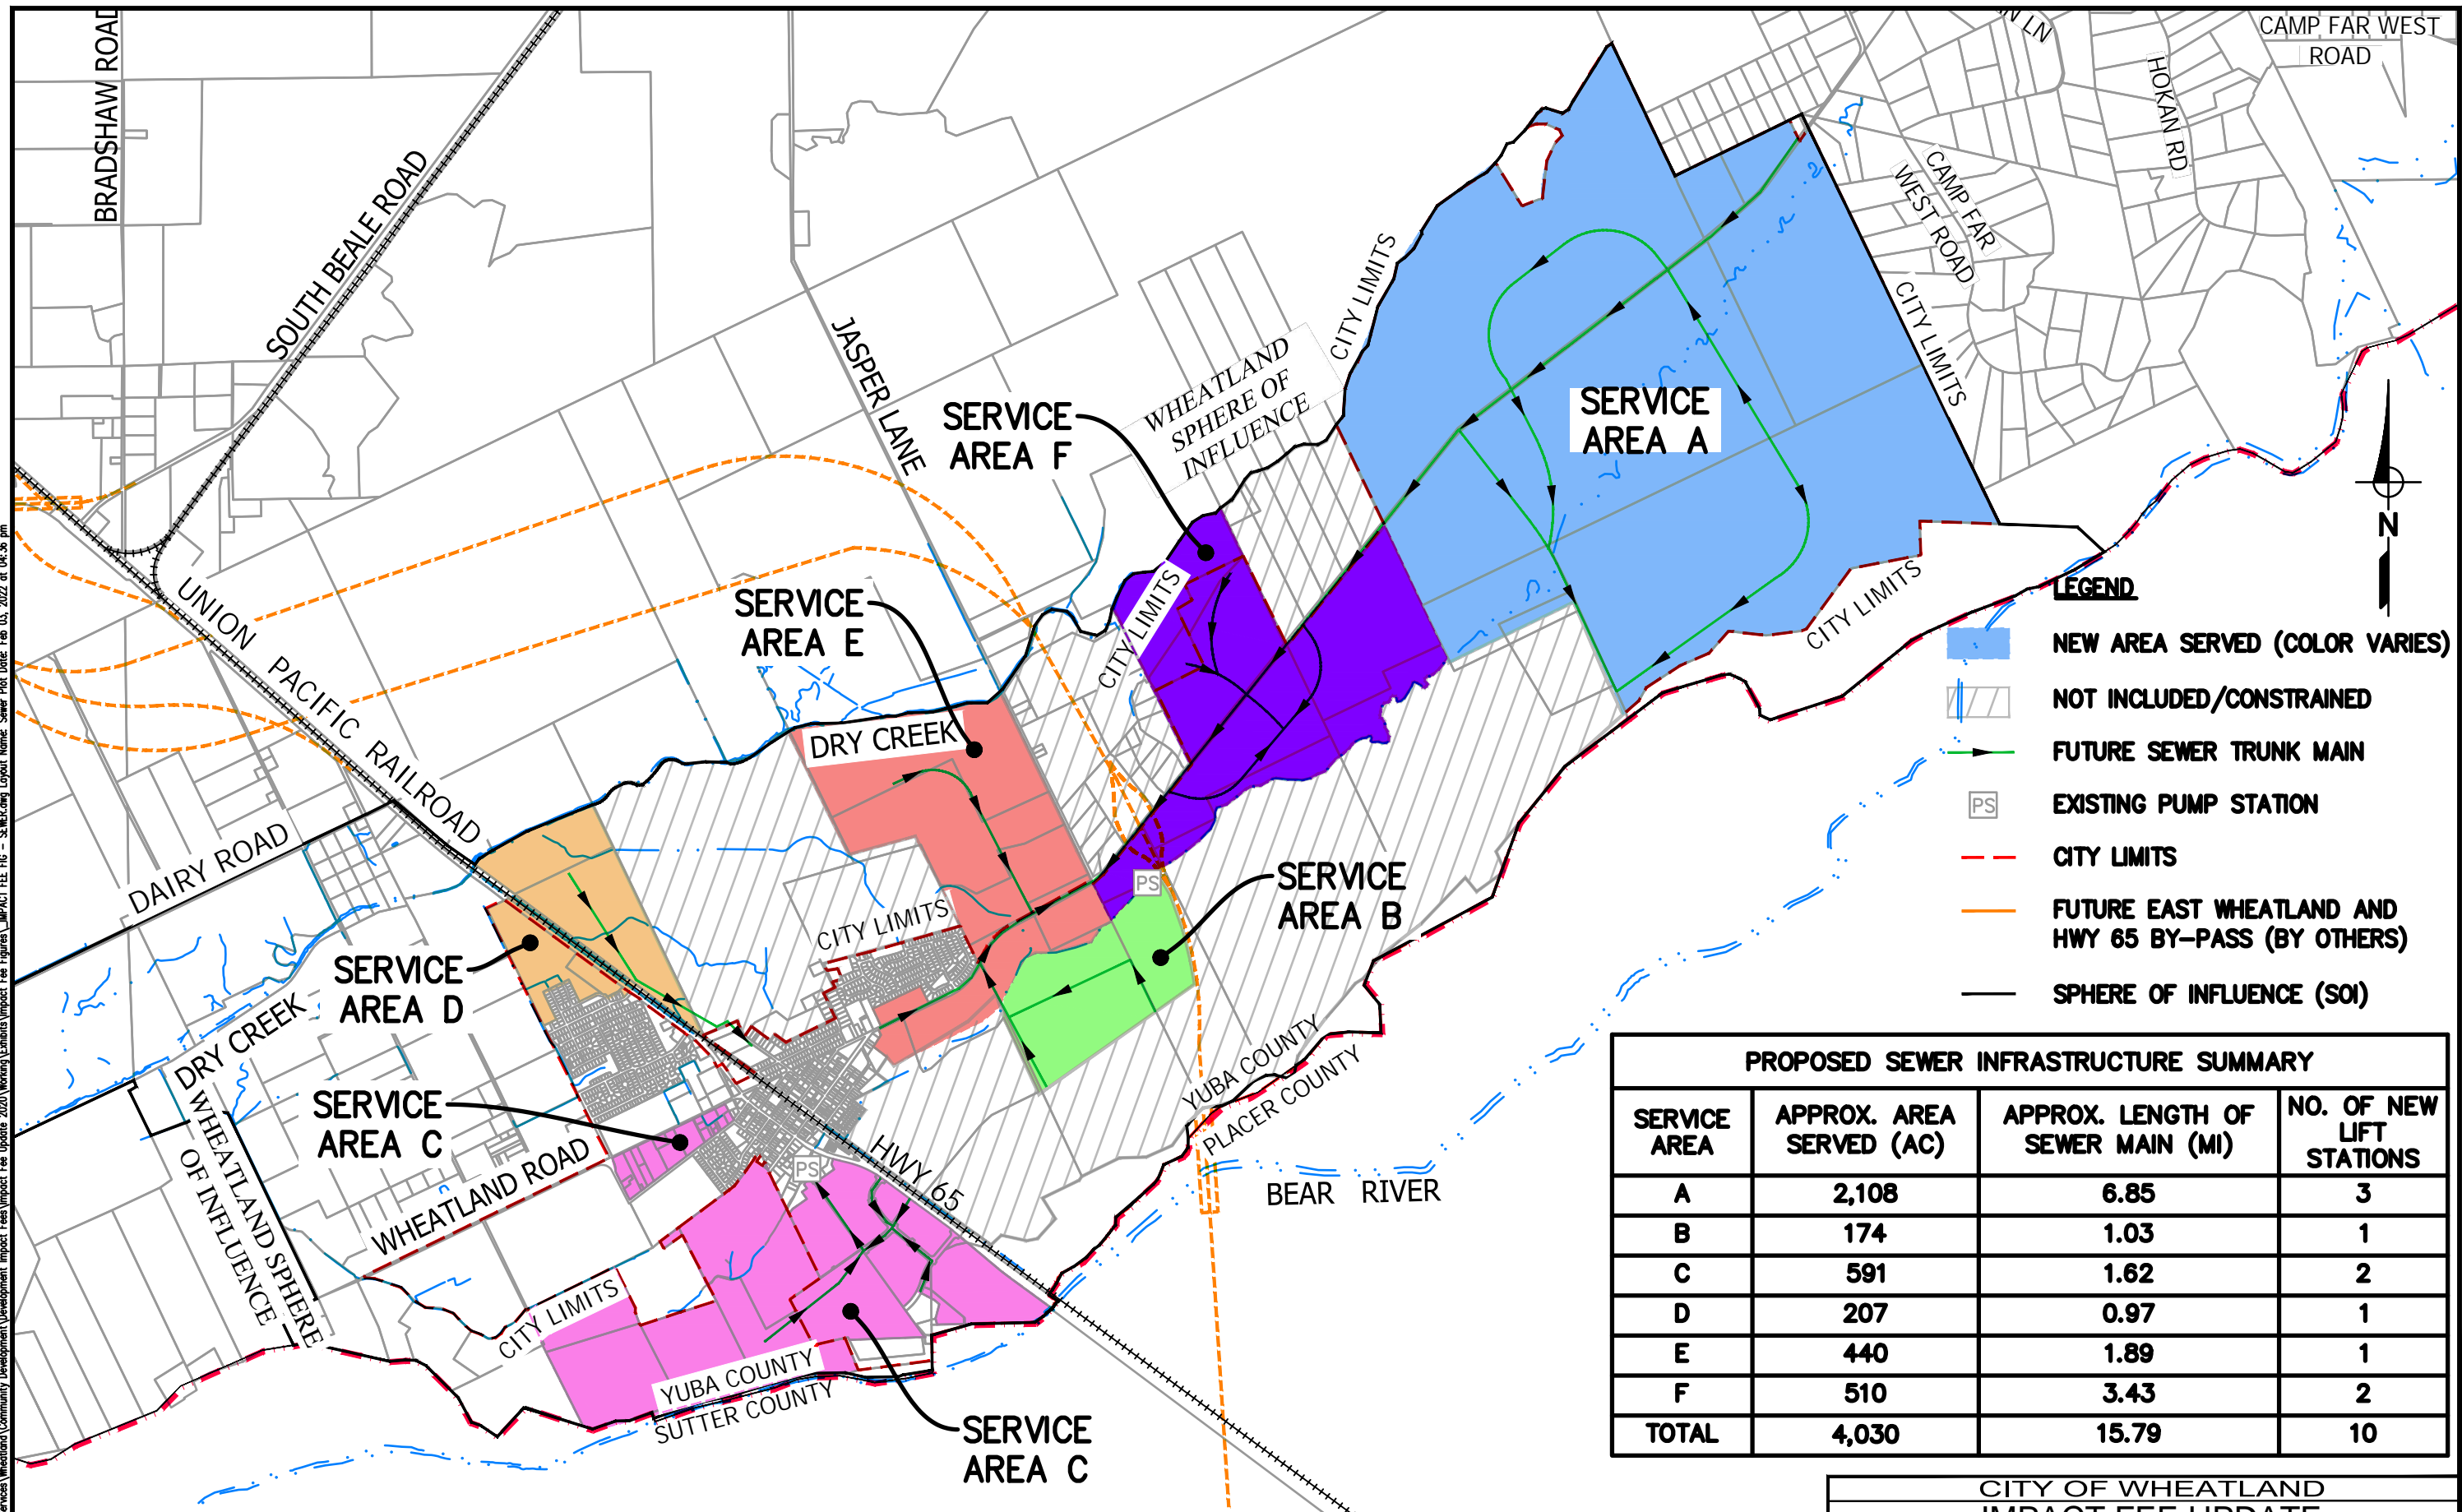 BRADSHAW ROAD
SOUTH BEALE ROAD
JASPER LANE
CAMP FAR WEST
ROAD
HOKAN RD
CAMP FAR
WEST ROAD
CITY LIMITS
CITY LIMITS
WHEATLAND
SPHERE OF
INFLUENCE
SERVICE
AREA F
SERVICE
AREA A
SERVICE
AREA E
CITY LIMITS
CITY LIMITS
UNION PACIFIC RAILROAD
DRY CREEK
DAIRY ROAD
SERVICE
AREA B
PS
CITY LIMITS
SERVICE
AREA D
DRY CREEK
SERVICE
AREA C
WHEATLAND SPHERE
OF INFLUENCE
WHEATLAND ROAD
PS
HWY 65
YUBA COUNTY
PLACER COUNTY
BEAR RIVER
CITY LIMITS
YUBA COUNTY
SUTTER COUNTY
SERVICE
AREA C
N
LEGEND
NEW AREA SERVED (COLOR VARIES)
NOT INCLUDED/CONSTRAINED
FUTURE SEWER TRUNK MAIN
PS
EXISTING PUMP STATION
CITY LIMITS
FUTURE EAST WHEATLAND AND
HWY 65 BY-PASS (BY OTHERS)
SPHERE OF INFLUENCE (SOI)
PROPOSED SEWER INFRASTRUCTURE SUMMARY
SERVICE AREA APPROX. AREA SERVED (AC) APPROX. LENGTH OF SEWER MAIN (MI) NO. OF NEW LIFT STATIONS
A 2,108 6.85 3
B 174 1.03 1
C 591 1.62 2
D 207 0.97 1
E 440 1.89 1
F 510 3.43 2
TOTAL 4,030 15.79 10
CITY OF WHEATLAND
IMPACT FEE UPDATE